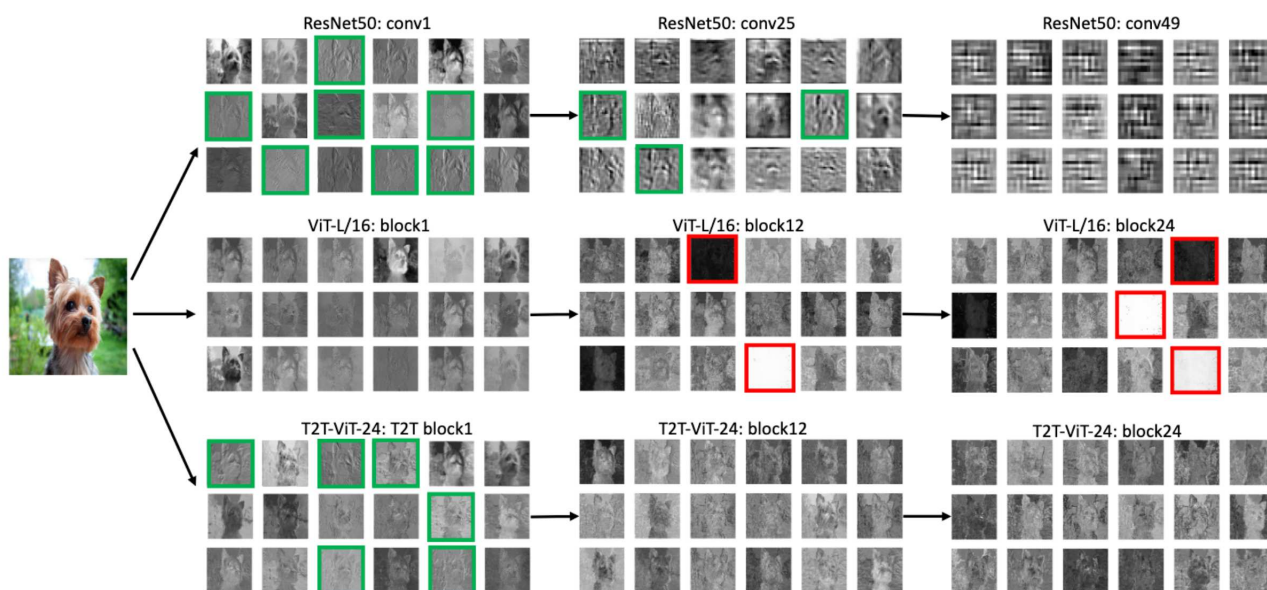 ResNet50: conv1
ResNet50: conv25
ResNet50: conv49
ViT-L/16: block1
ViT-L/16: block12
ViT-L/16: block24
T2T-ViT-24: T2T block1
T2T-ViT-24: block12
T2T-ViT-24: block24